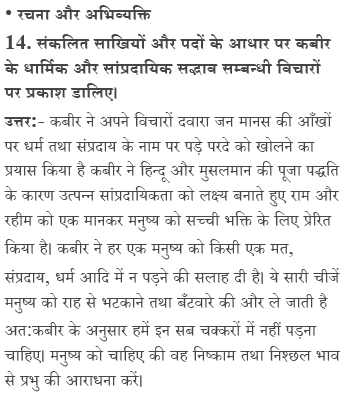 • रचना और अभिव्यक्ति
14. संकलित साखियों और पदों के आधार पर कबीर
के धार्मिक और सांप्रदायिक सद्भाव सम्बन्धी विचारों
पर प्रकाश डालिए।
उत्तर:- कबीर ने अपने विचारों दवारा जन मानस की आँखों
पर धर्म तथा संप्रदाय के नाम पर पड़े परदे को खोलने का
प्रयास किया है कबीर ने हिन्दू और मुसलमान की पूजा पद्धति
के कारण उत्पन्न सांप्रदायिकता को लक्ष्य बनाते हुए राम और
रहीम को एक मानकर मनुष्य को सच्ची भक्ति के लिए प्रेरित
किया है। कबीर ने हर एक मनुष्य को किसी एक मत,
संप्रदाय, धर्म आदि में न पड़ने की सलाह दी है। ये सारी चीजें
मनुष्य को राह से भटकाने तथा बँटवारे की और ले जाती है
अत:कबीर के अनुसार हमें इन सब चक्करों में नहीं पड़ना
चाहिए। मनुष्य को चाहिए की वह निष्काम तथा निश्छल भाव
से प्रभु की आराधना करें।